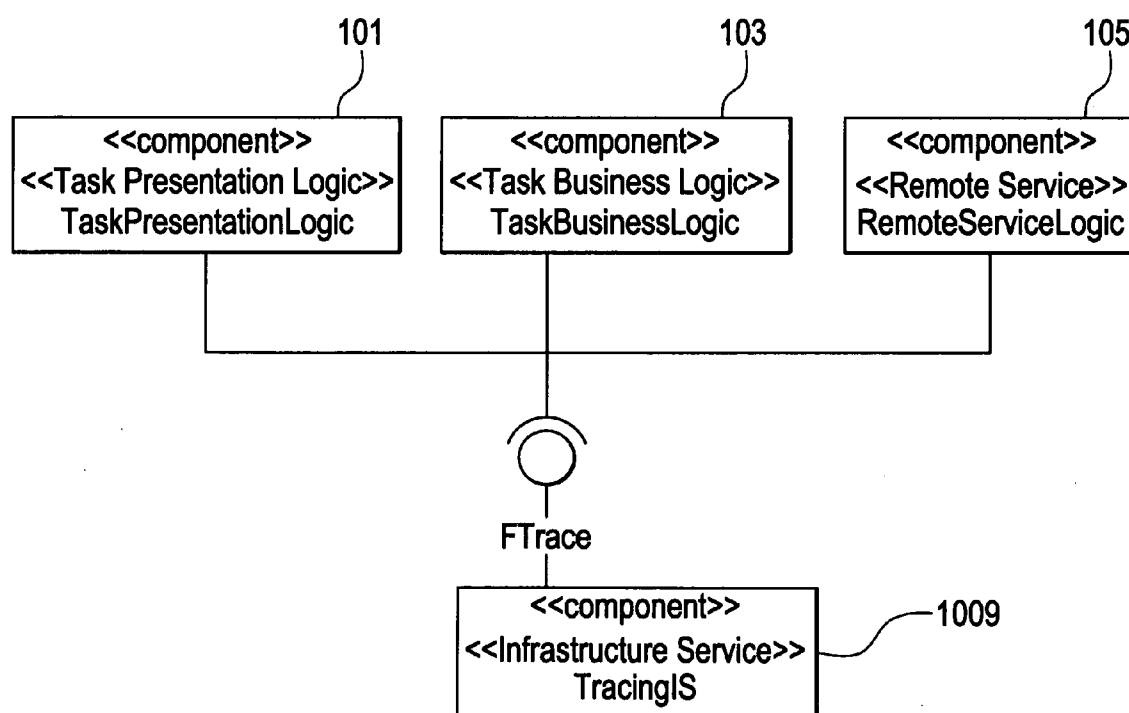 101
103
105
<<component>>
<<Task Presentation Logic>>
TaskPresentationLogic
<<component>>
<<Task Business Logic>>
TaskBusinessLogic
<<component>>
<<Remote Service>>
RemoteServiceLogic
FTrace
<<component>>
<<Infrastructure Service>>
TracingIS
1009